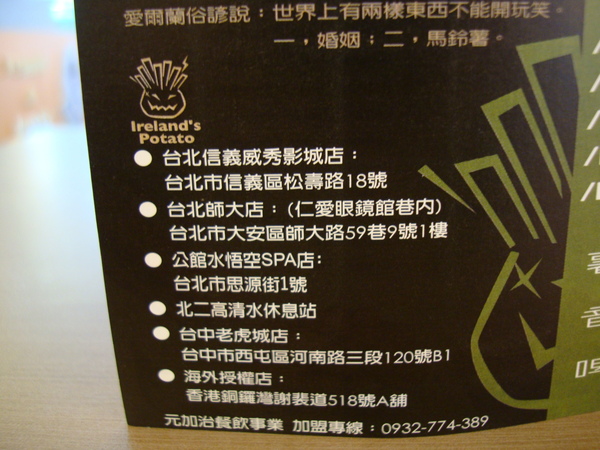 愛爾蘭俗諺說：世界上有兩樣東西不能開玩笑。
一，婚姻；二，馬鈴薯。
Ireland's
Potato
● 台北信義威秀影城店：
台北市信義區松壽路18號
● 台北師大店：(仁愛眼鏡館巷內)
台北市大安區師大路59巷9號1樓
● 公館水悟空SPA店：
台北市思源街1號
● 北二高清水休息站
● 台中老虎城店：
台中市西屯區河南路三段120號B1
● 海外授權店：
香港銅鑼灣謝裴道518號A舖
元加治餐飲事業 加盟專線：0932-774-389